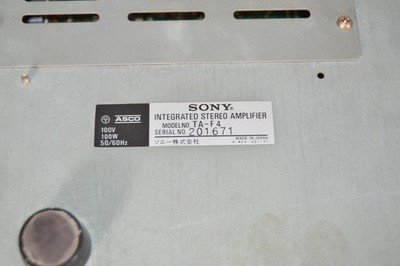 ASCO
100V
100W
50/60Hz
SONY®
INTEGRATED STEREO AMPLIFIER
MODEL NO. TA-F4
SERIAL NO. 201671
MADE IN JAPAN
ソニー株式会社